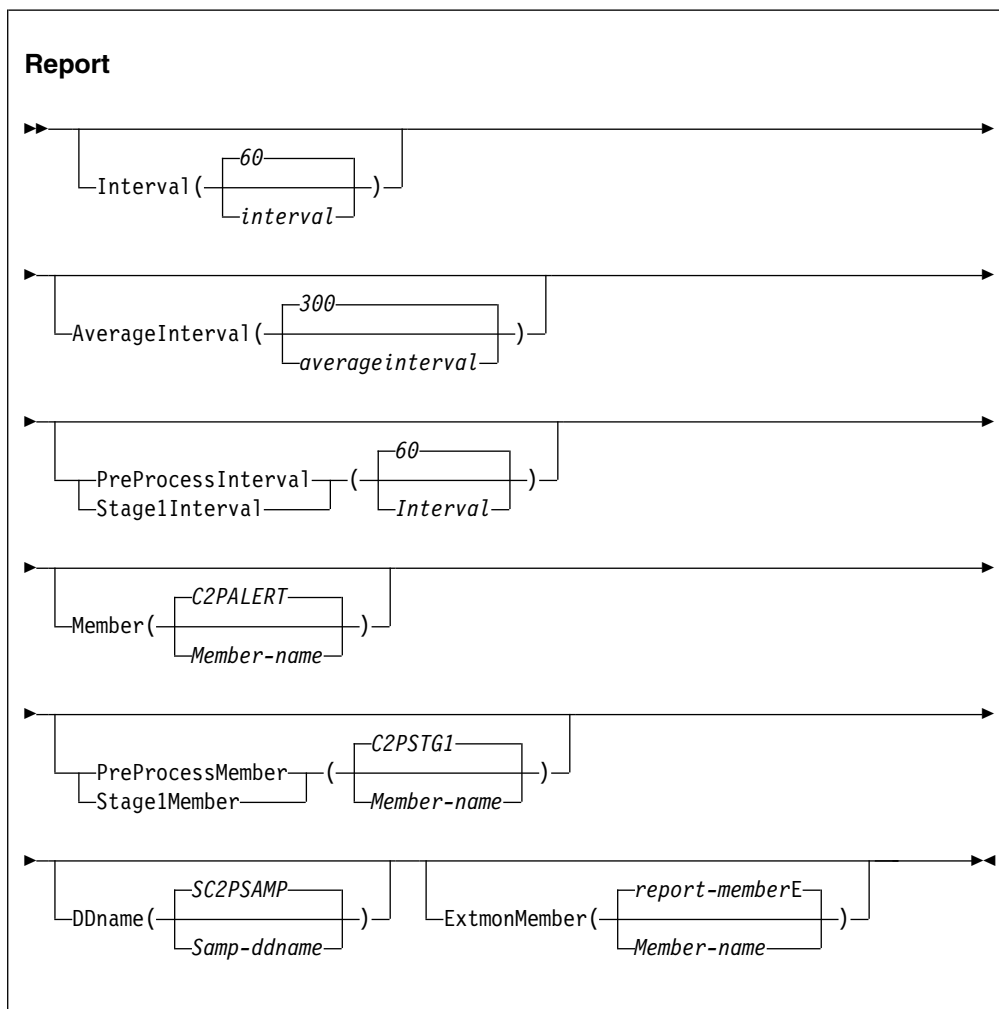 Report
60
Interval( )
interval
300
AverageInterval( )
averageinterval
60
PreProcessInterval ( )
Stage1Interval Interval
C2PALERT
Member( )
Member-name
C2PSTG1
PreProcessMember ( )
Stage1Member Member-name
SC2PSAMP report-memberE
DDname( ) ExtmonMember( )
Samp-ddname Member-name